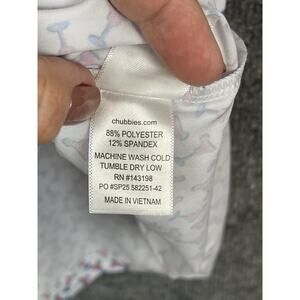 chubbies.com
88% POLYESTER
12% SPANDEX
MACHINE WASH COLD
TUMBLE DRY LOW
RN #143198
PO #SP25 582251-42
MADE IN VIETNAM